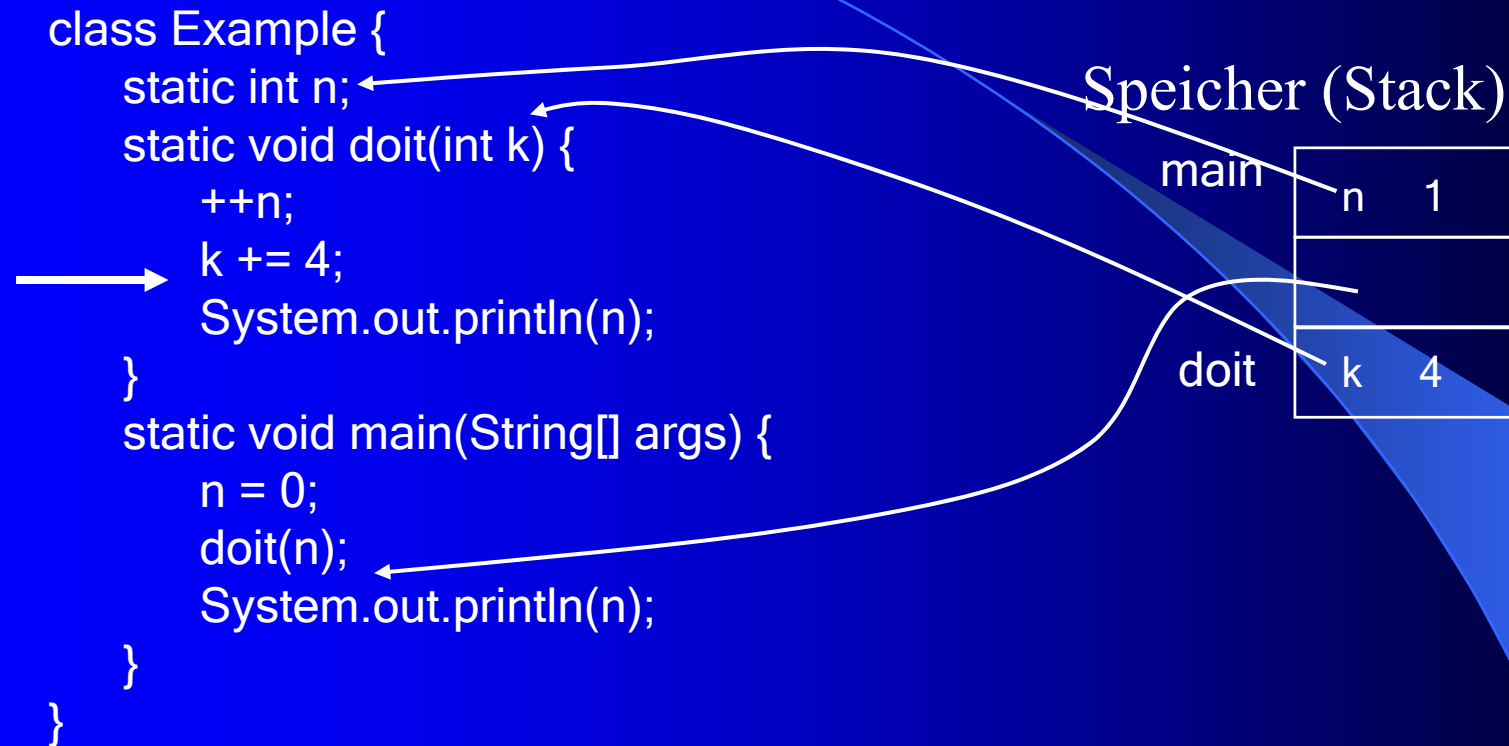 class Example {
static int n;
static void doit(int k) {
++n;
k += 4;
System.out.println(n);
}
static void main(String[] args) {
n = 0;
doit(n);
System.out.println(n);
}
}
Speicher (Stack)
main
n 1
doit
k 4